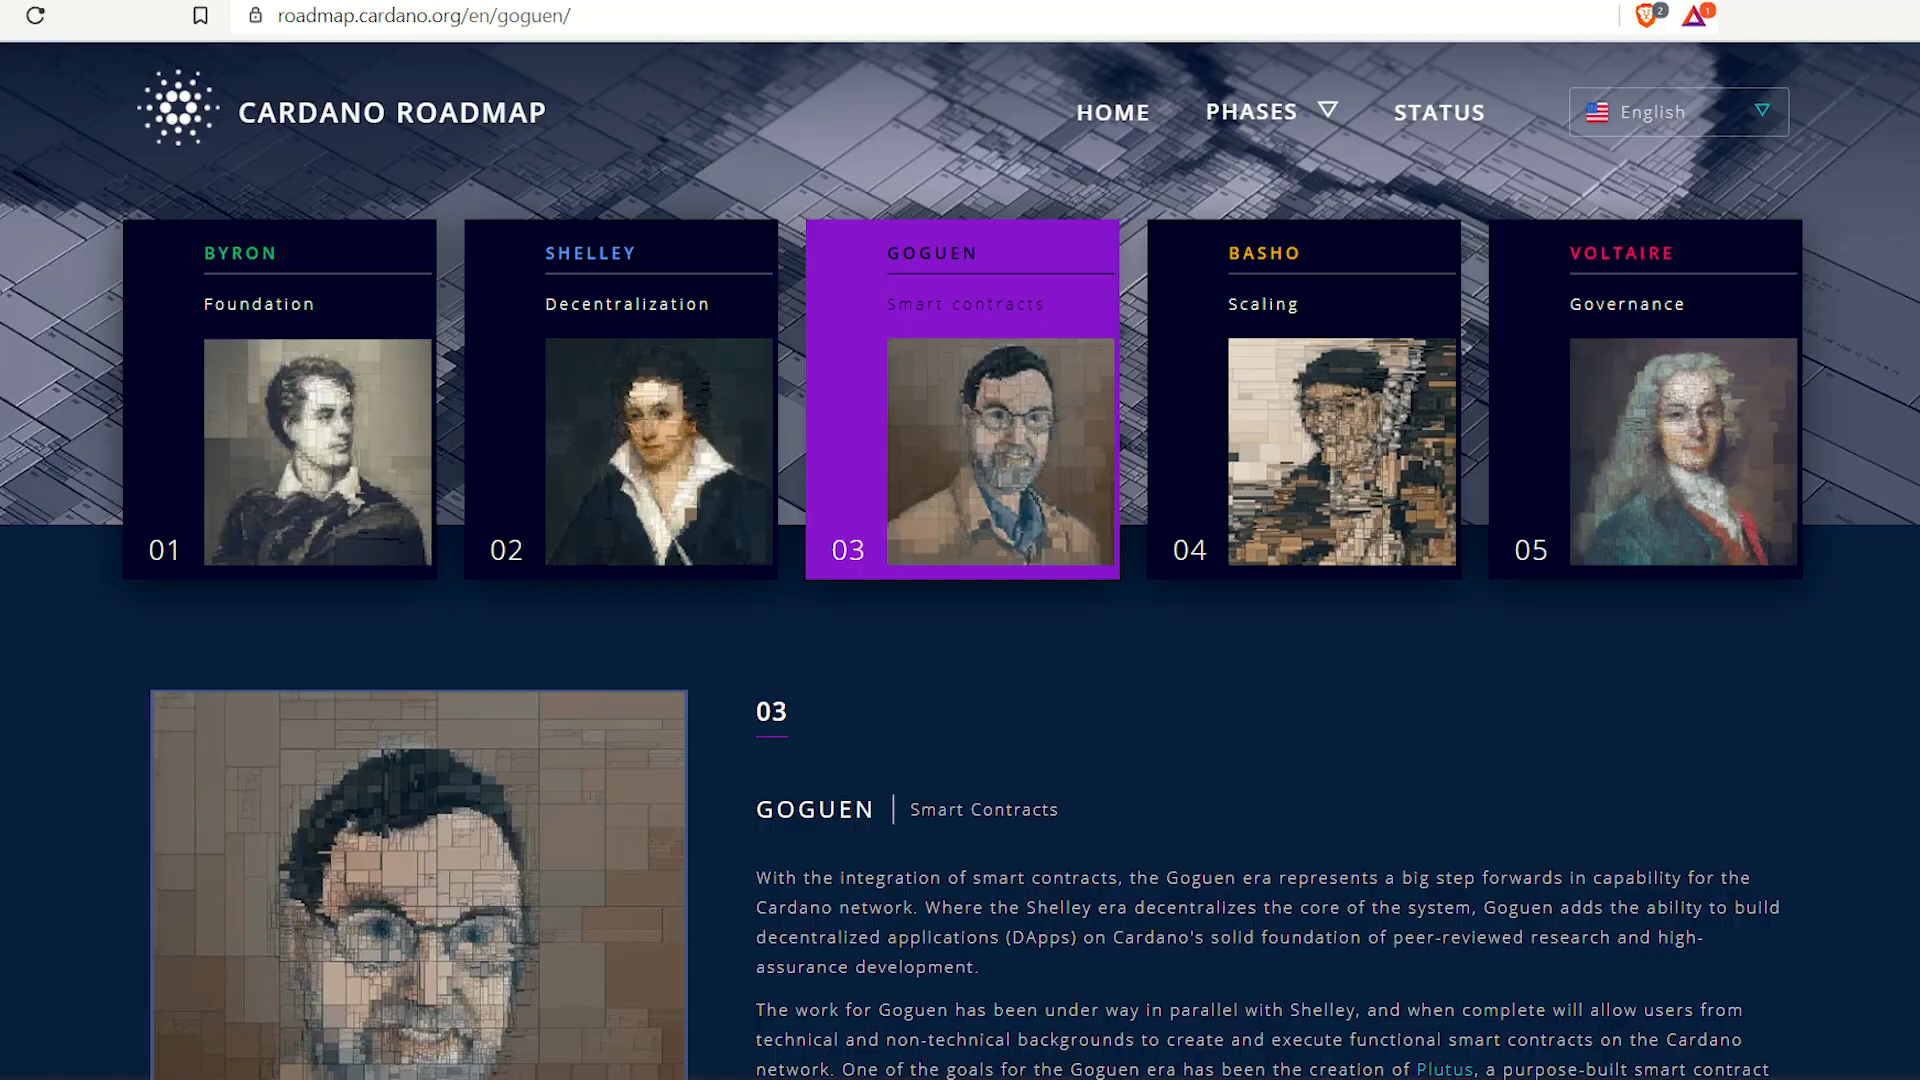 roadmap.cardano.org/en/goguen/
2
1
CARDANO ROADMAP
HOME
PHASES
STATUS
English
BYRON
Foundation
01
SHELLEY
Decentralization
02
GOGUEN
Smart contracts
03
BASHO
Scaling
04
VOLTAIRE
Governance
05
03
GOGUEN
Smart Contracts
With the integration of smart contracts, the Goguen era represents a big step forwards in capability for the
Cardano network. Where the Shelley era decentralizes the core of the system, Goguen adds the ability to build
decentralized applications (DApps) on Cardano's solid foundation of peer-reviewed research and high-
assurance development.
The work for Goguen has been under way in parallel with Shelley, and when complete will allow users from
technical and non-technical backgrounds to create and execute functional smart contracts on the Cardano
network. One of the goals for the Goguen era has been the creation of Plutus, a purpose-built smart contract